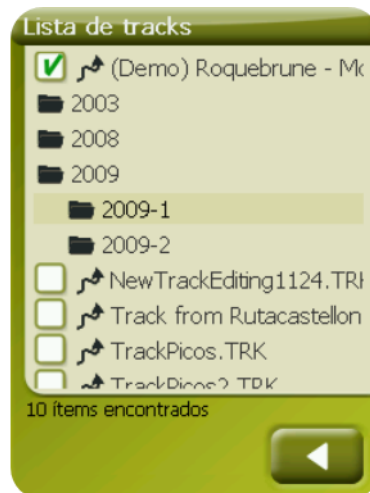 Lista de tracks
(Demo) Roquebrune - Mc
2003
2008
2009
2009-1
2009-2
NewTrackEditing1124.TRK
Track from Rutacastellon
TrackPicos.TRK
TrackPicos2.TRK
10 ítems encontrados